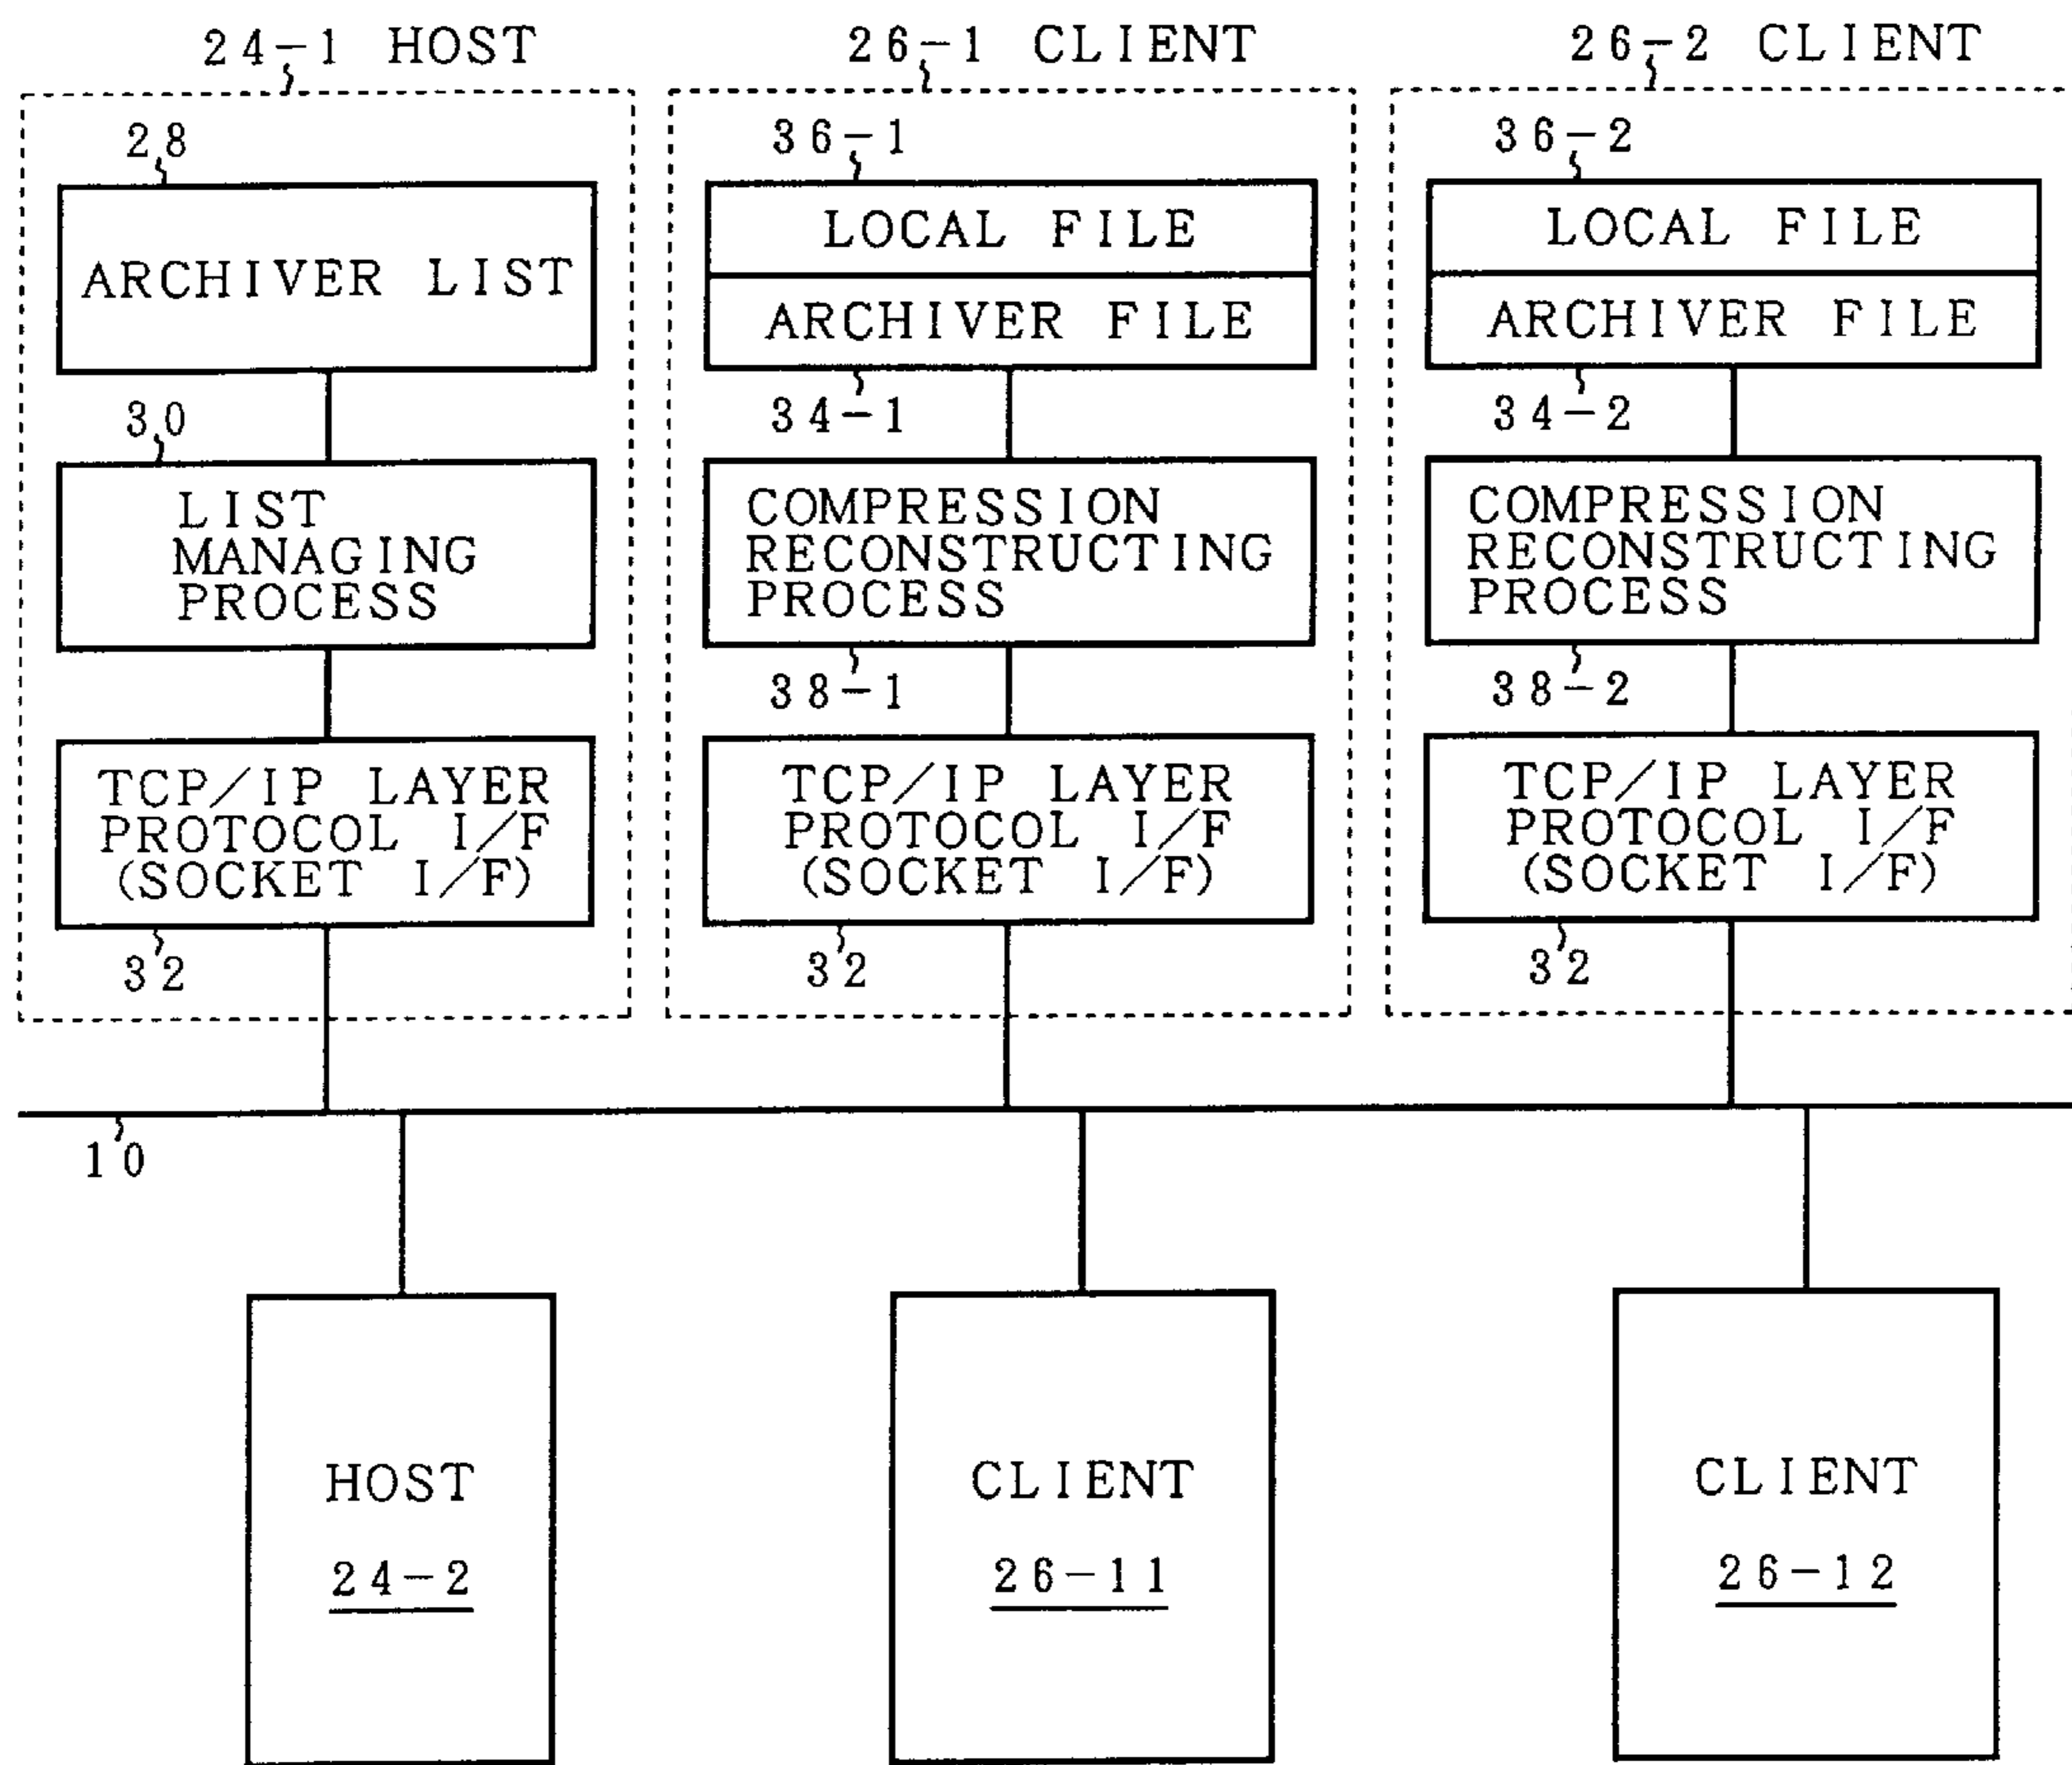 24-1 HOST
28
ARCHIVER LIST
30
LIST
MANAGING
PROCESS
TCP/IP LAYER
PROTOCOL I/F
(SOCKET I/F)
32
26-1 CLIENT
36-1
LOCAL FILE
ARCHIVER FILE
34-1
COMPRESSION
RECONSTRUCTING
PROCESS
38-1
TCP/IP LAYER
PROTOCOL I/F
(SOCKET I/F)
32
26-2 CLIENT
36-2
LOCAL FILE
ARCHIVER FILE
34-2
COMPRESSION
RECONSTRUCTING
PROCESS
38-2
TCP/IP LAYER
PROTOCOL I/F
(SOCKET I/F)
32
10
HOST
24-2
CLIENT
26-11
CLIENT
26-12